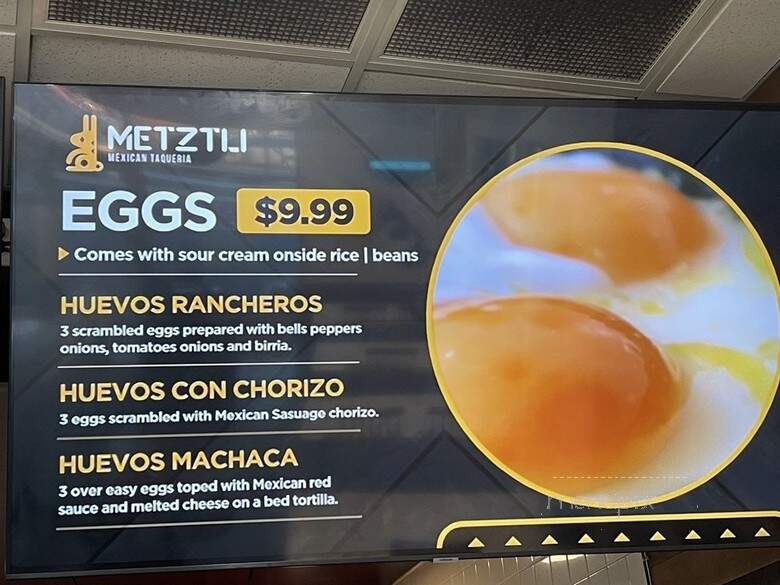 METZTLI
MEXICAN TAQUERIA
EGGS $9.99
Comes with sour cream onside rice | beans
HUEVOS RANCHEROS
3 scrambled eggs prepared with bells peppers
onions, tomatoes onions and birria.
HUEVOS CON CHORIZO
3 eggs scrambled with Mexican Sasuage chorizo.
HUEVOS MACHACA
3 over easy eggs toped with Mexican red
sauce and melted cheese on a bed tortilla.